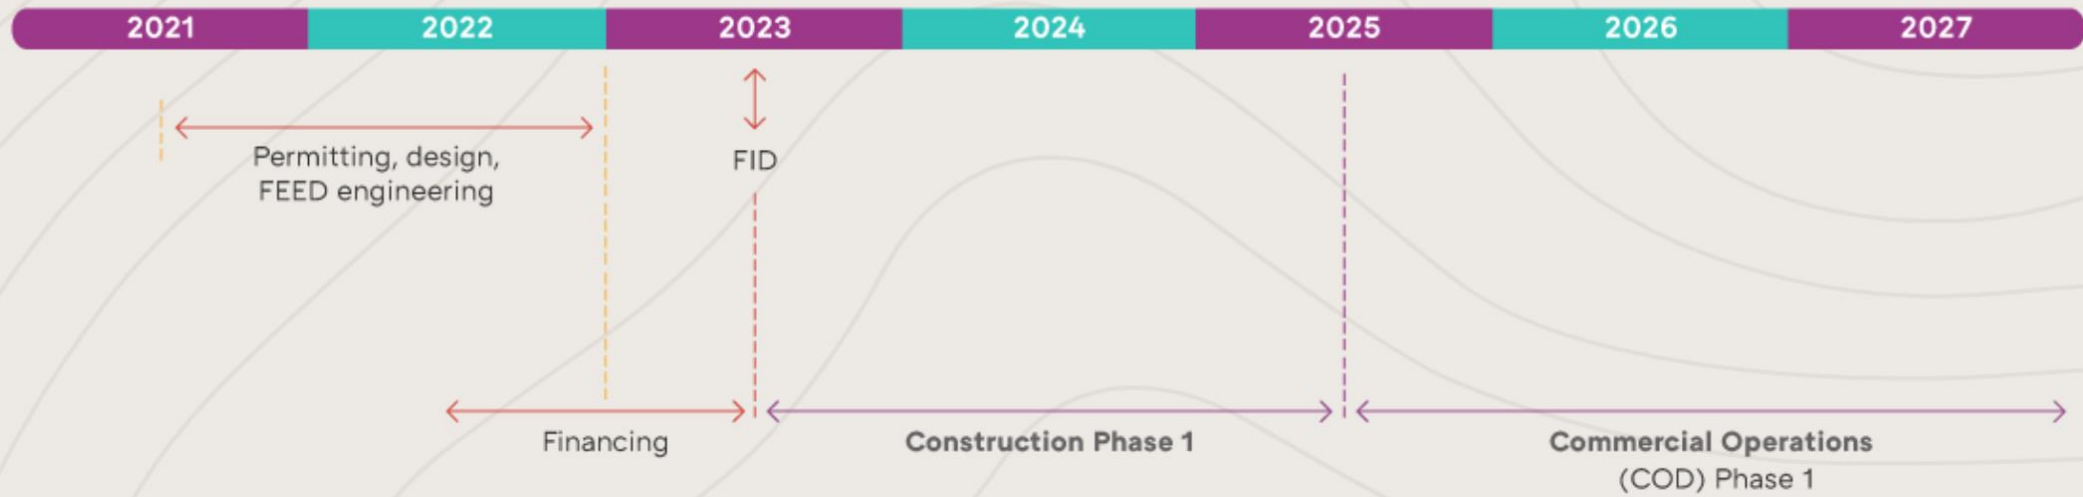 2021 2022 2023 2024 2025 2026 2027
Permitting, design,
FEED engineering
FID
Financing
Construction Phase 1
Commercial Operations
(COD) Phase 1